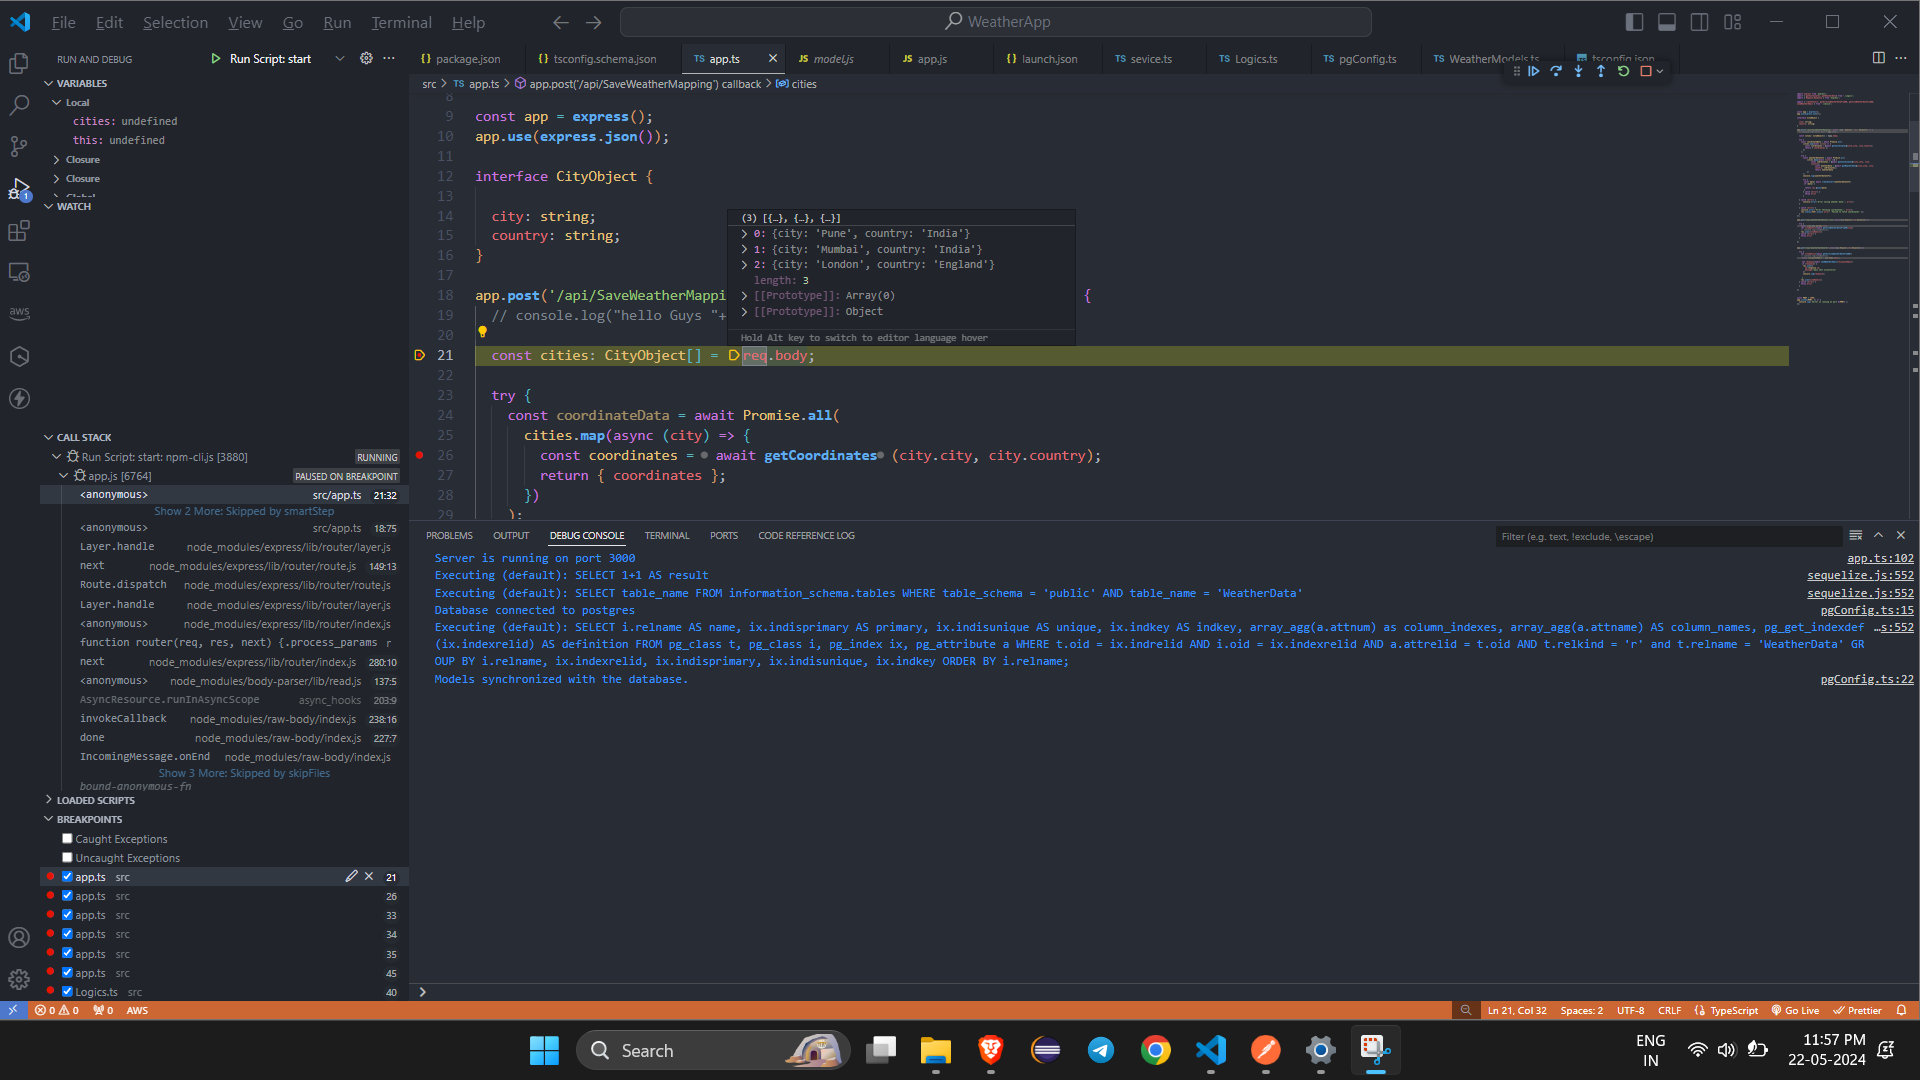 File Edit Selection View Go Run Terminal Help
WeatherApp
RUN AND DEBUG
Run Script: start
package.json
tsconfig.schema.json
TS app.ts
JS model.js
JS app.js
launch.json
TS sevice.ts
TS Logics.ts
TS pgConfig.ts
TS WeatherModels.ts
tsconfig.json
src > TS app.ts > app.post('/api/SaveWeatherMapping') callback > cities
VARIABLES
Local
cities: undefined
this: undefined
Closure
Closure
Global
WATCH
8
9 const app = express();
10 app.use(express.json());
11
12 interface CityObject {
13
14 city: string;
15 country: string;
16 }
17
18 app.post('/api/SaveWeatherMappi {
19 // console.log("hello Guys "+
20
21 const cities: CityObject[] = req.body;
22
23 try {
24 const coordinateData = await Promise.all(
25 cities.map(async (city) => {
26 const coordinates = await getCoordinates (city.city, city.country);
27 return { coordinates };
28 })
29 );
(3) [{…}, {…}, {…}]
0: {city: 'Pune', country: 'India'}
1: {city: 'Mumbai', country: 'India'}
2: {city: 'London', country: 'England'}
length: 3
[[Prototype]]: Array(0)
[[Prototype]]: Object
Hold Alt key to switch to editor language hover
CALL STACK
Run Script: start: npm-cli.js [3880] RUNNING
app.js [6764] PAUSED ON BREAKPOINT
<anonymous> src/app.ts 21:32
Show 2 More: Skipped by smartStep
<anonymous> src/app.ts 18:75
Layer.handle node_modules/express/lib/router/layer.js
next node_modules/express/lib/router/route.js 149:13
Route.dispatch node_modules/express/lib/router/route.js
Layer.handle node_modules/express/lib/router/layer.js
<anonymous> node_modules/express/lib/router/index.js
function router(req, res, next) {.process_params r
next node_modules/express/lib/router/index.js 280:10
<anonymous> node_modules/body-parser/lib/read.js 137:5
AsyncResource.runInAsyncScope async_hooks 203:9
invokeCallback node_modules/raw-body/index.js 238:16
done node_modules/raw-body/index.js 227:7
IncomingMessage.onEnd node_modules/raw-body/index.js
Show 3 More: Skipped by skipFiles
bound-anonymous-fn
LOADED SCRIPTS
BREAKPOINTS
Caught Exceptions
Uncaught Exceptions
app.ts src 21
app.ts src 26
app.ts src 33
app.ts src 34
app.ts src 35
app.ts src 45
Logics.ts src 40
PROBLEMS OUTPUT DEBUG CONSOLE TERMINAL PORTS CODE REFERENCE LOG
Filter (e.g. text, !exclude, \escape)
Server is running on port 3000 app.ts:102
Executing (default): SELECT 1+1 AS result sequelize.js:552
Executing (default): SELECT table_name FROM information_schema.tables WHERE table_schema = 'public' AND table_name = 'WeatherData' sequelize.js:552
Database connected to postgres pgConfig.ts:15
Executing (default): SELECT i.relname AS name, ix.indisprimary AS primary, ix.indisunique AS unique, ix.indkey AS indkey, array_agg(a.attnum) as column_indexes, array_agg(a.attname) AS column_names, pg_get_indexdef …s:552
(ix.indexrelid) AS definition FROM pg_class t, pg_class i, pg_index ix, pg_attribute a WHERE t.oid = ix.indrelid AND i.oid = ix.indexrelid AND a.attrelid = t.oid AND t.relkind = 'r' and t.relname = 'WeatherData' GR
OUP BY i.relname, ix.indexrelid, ix.indisprimary, ix.indisunique, ix.indkey ORDER BY i.relname;
Models synchronized with the database. pgConfig.ts:22
aws
1
0 0 0 AWS
Ln 21, Col 32 Spaces: 2 UTF-8 CRLF {} TypeScript Go Live Prettier
Search
ENG
IN
11:57 PM
22-05-2024